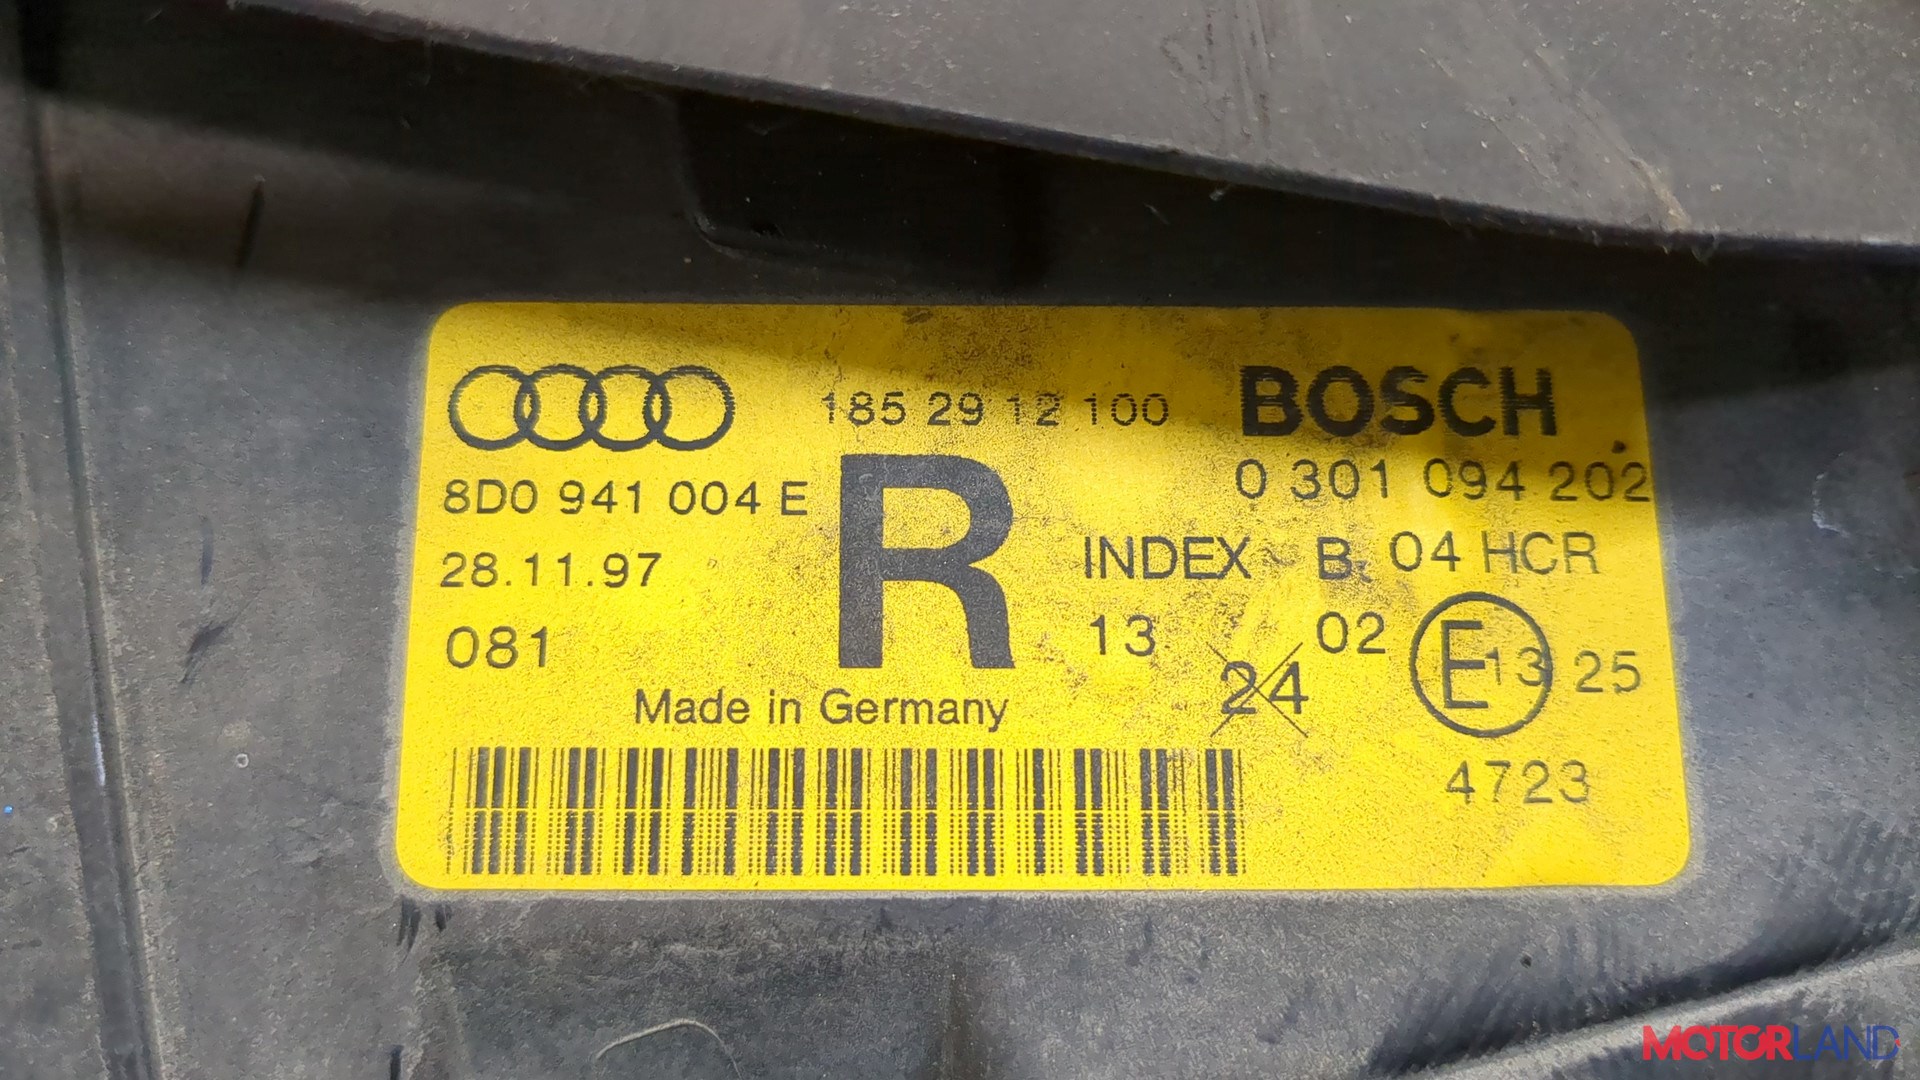 185 29 12 100 BOSCH
8D0 941 004 E R 0 301 094 202
28.11.97 INDEX B. 04 HCR
081 13 24 02 E 13 25
Made in Germany
4723
MOTORLAND